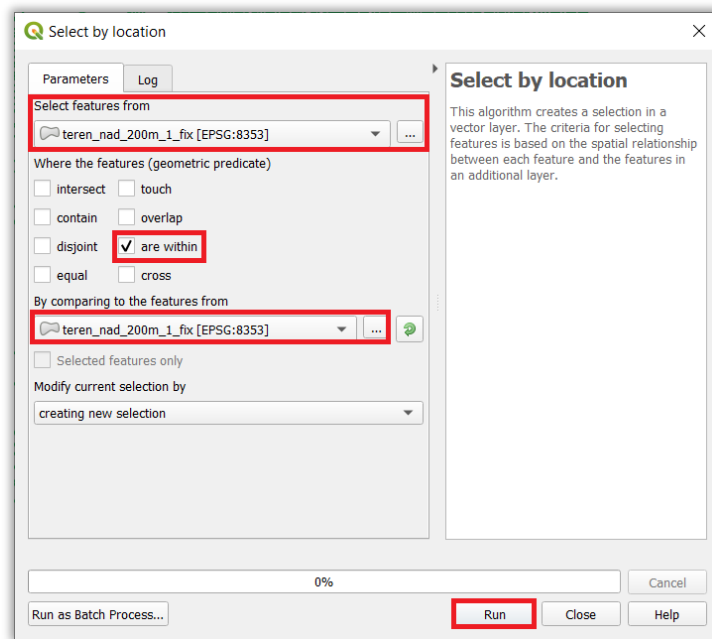 Select by location
Parameters
Log
Select features from
teren_nad_200m_1_fix [EPSG:8353]
...
Where the features (geometric predicate)
intersect
touch
contain
overlap
disjoint
are within
equal
cross
By comparing to the features from
teren_nad_200m_1_fix [EPSG:8353]
...
Selected features only
Modify current selection by
creating new selection
Select by location
This algorithm creates a selection in a
vector layer. The criteria for selecting
features is based on the spatial relationship
between each feature and the features in
an additional layer.
0%
Cancel
Run as Batch Process...
Run
Close
Help